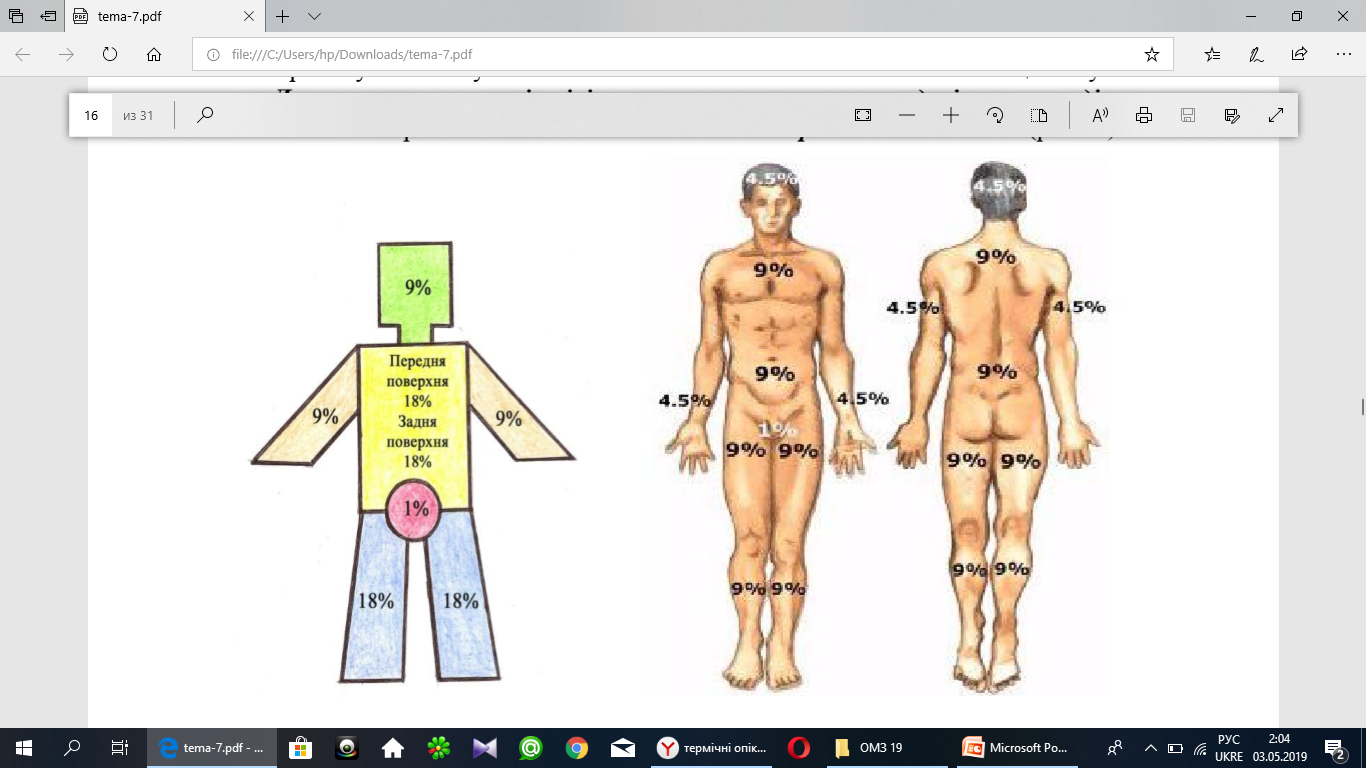 tema-7.pdf
file:///C:/Users/hp/Downloads/tema-7.pdf
16 из 31
9%
Передня
поверхня
18%
Задня
поверхня
18%
9%
9%
1%
18%
18%
4.5%
9%
9%
4.5%
4.5%
1%
9% 9%
9% 9%
4.5%
9%
4.5%
4.5%
9%
9% 9%
9% 9%
tema-7.pdf - ...
термічні опік...
ОМЗ 19
Microsoft Po...
РУС
UKRE
2:04
03.05.2019
2